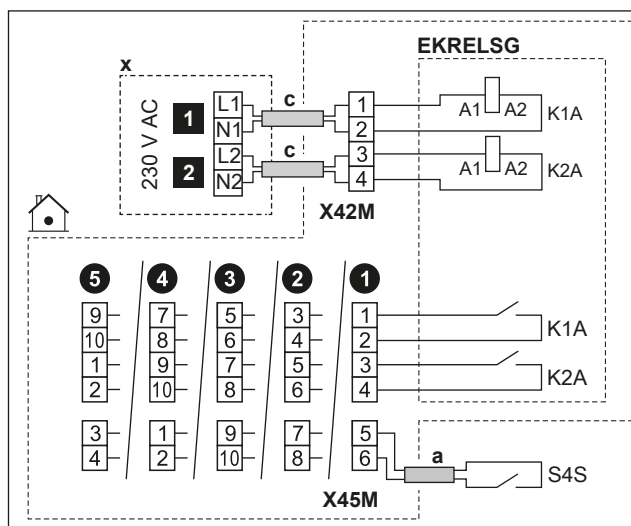 EKRELSG
x
230 V AC
1
L1
N1
c
1
2
A1 A2
K1A
2
L2
N2
c
3
4
A1 A2
K2A
X42M
5 4 3 2 1
9 7 5 3 1
10 8 6 4 2
K1A
1 9 7 5 3
2 10 8 6 4
K2A
3 1 9 7 5
4 2 10 8 6
a
S4S
X45M